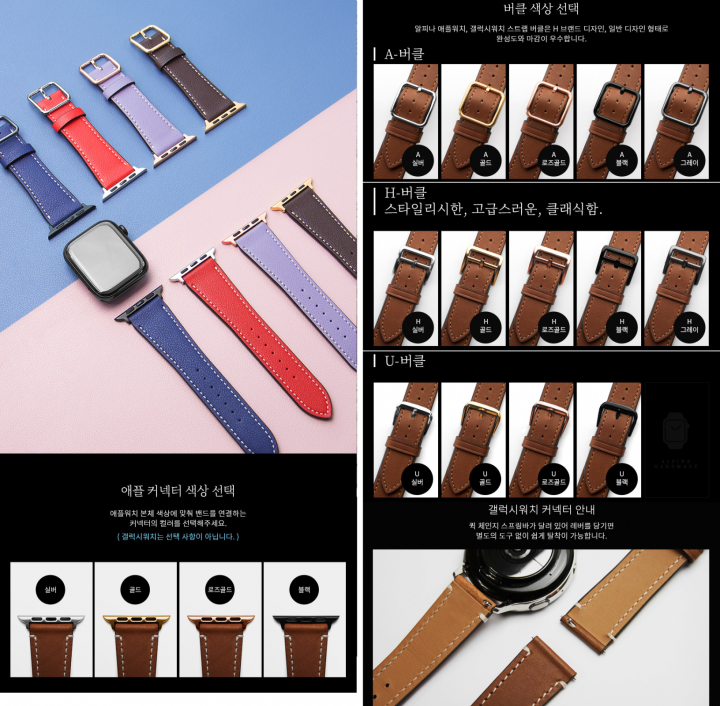 애플 커넥터 색상 선택
애플워치 본체 색상에 맞춰 밴드를 연결하는
커넥터의 컬러를 선택해주세요.
( 갤럭시워치는 선택 사항이 아닙니다. )
실버
골드
로즈골드
블랙
버클 색상 선택
알피나 애플워치, 갤럭시워치 스트랩 버클은 H 브랜드 디자인, 일반 디자인 형태로
완성도와 마감이 우수합니다.
A-버클
A
실버
A
골드
A
로즈골드
A
블랙
A
그레이
H-버클
스타일리시한, 고급스러운, 클래식함.
H
실버
H
골드
H
로즈골드
H
블랙
H
그레이
U-버클
U
실버
U
골드
U
로즈골드
U
블랙
갤럭시워치 커넥터 안내
퀵 체인지 스프링바가 달려 있어 레버를 당기면
별도의 도구 없이 쉽게 탈착이 가능합니다.